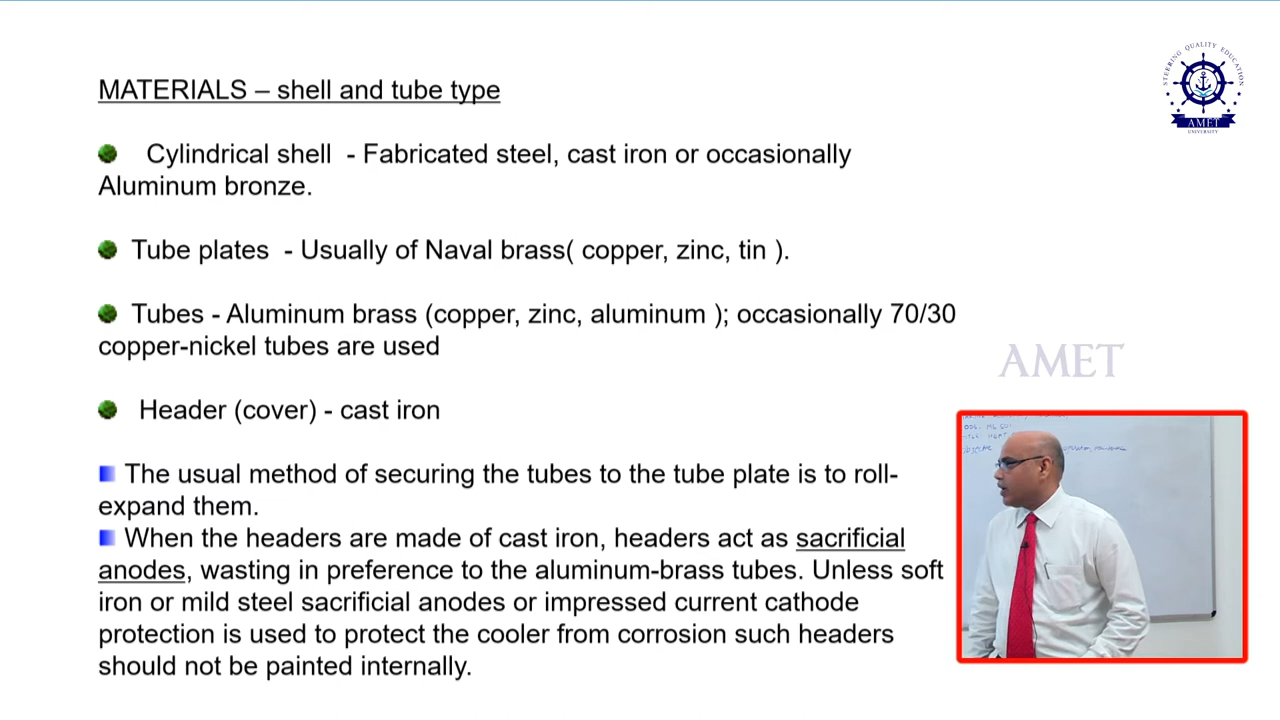 STEERING QUALITY EDUCATION
AMET
UNIVERSITY
MATERIALS – shell and tube type
Cylindrical shell - Fabricated steel, cast iron or occasionally
Aluminum bronze.
Tube plates - Usually of Naval brass( copper, zinc, tin ).
Tubes - Aluminum brass (copper, zinc, aluminum ); occasionally 70/30
copper-nickel tubes are used
AMET
Header (cover) - cast iron
The usual method of securing the tubes to the tube plate is to roll-
expand them.
When the headers are made of cast iron, headers act as sacrificial
anodes, wasting in preference to the aluminum-brass tubes. Unless soft
iron or mild steel sacrificial anodes or impressed current cathode
protection is used to protect the cooler from corrosion such headers
should not be painted internally.